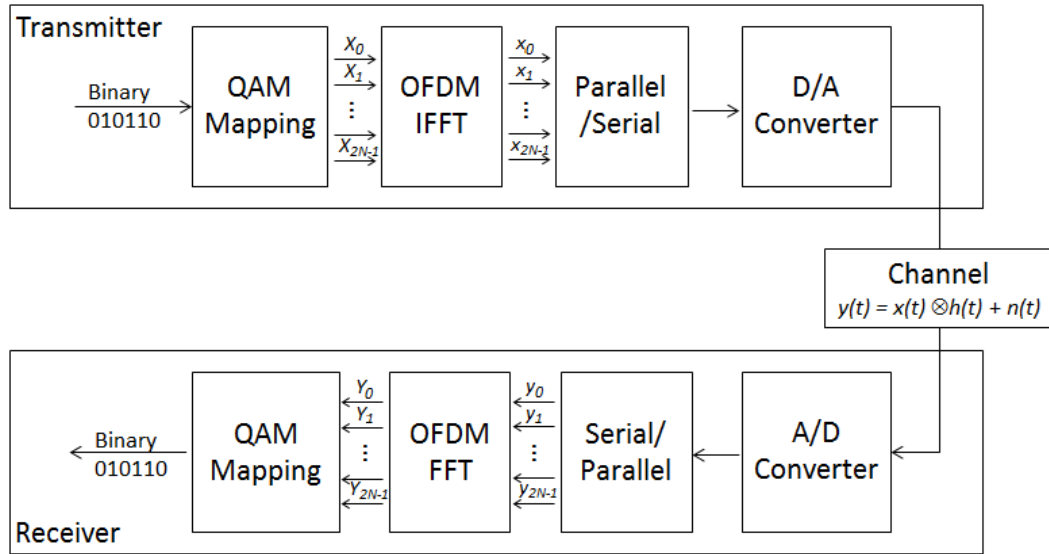 Transmitter
Binary
010110
QAM
Mapping
X0
X1
⋮
X2N-1
OFDM
IFFT
x0
x1
⋮
x2N-1
Parallel
/Serial
D/A
Converter
Channel
y(t) = x(t) ⊗h(t) + n(t)
Binary
010110
QAM
Mapping
Y0
Y1
⋮
Y2N-1
OFDM
FFT
y0
y1
⋮
y2N-1
Serial/
Parallel
A/D
Converter
Receiver